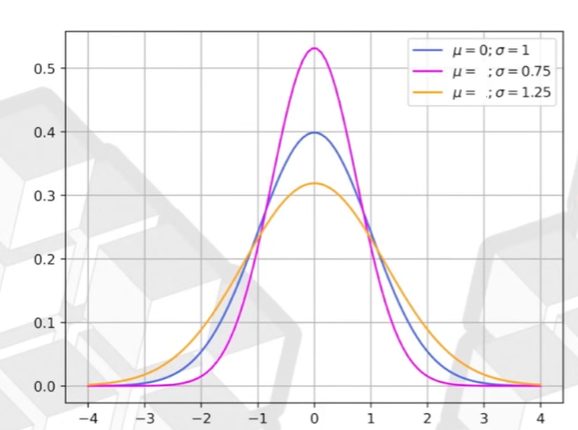 μ = 0; σ = 1
μ = ; σ = 0.75
μ = .; σ = 1.25
0.5
0.4
0.3
0.2
0.1
0.0
−4 −3 −2 −1 0 1 2 3 4